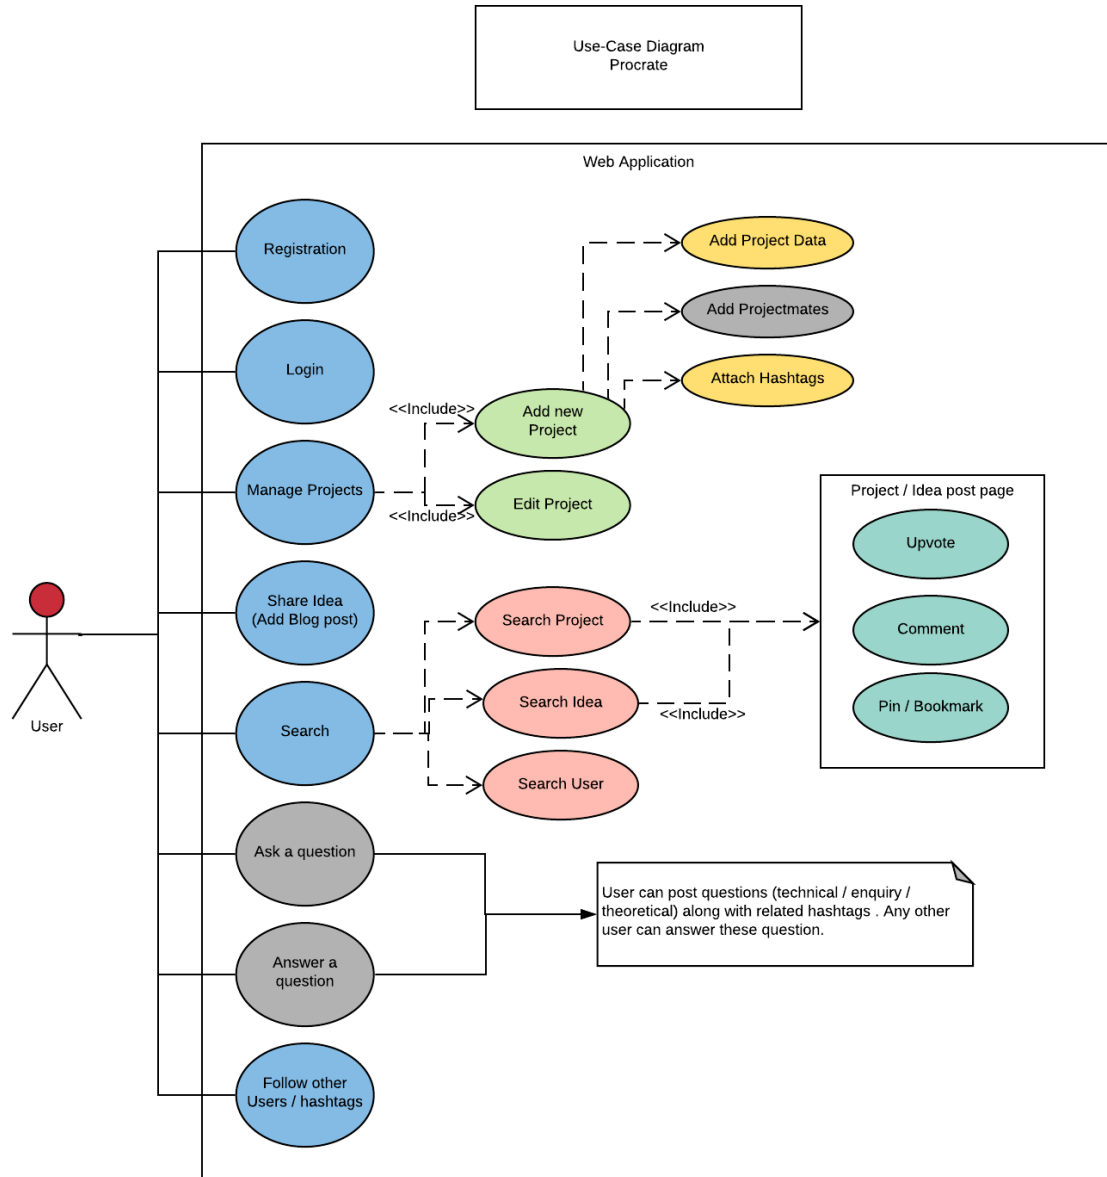 Use-Case Diagram
Procrate
Web Application
Registration
Add Project Data
Add Projectmates
Login
Attach Hashtags
<<Include>>
Add new
Project
Manage Projects
Edit Project
<<Include>>
Project / Idea post page
Upvote
Share Idea
(Add Blog post)
Search Project
<<Include>>
Comment
Search Idea
<<Include>>
Pin / Bookmark
User
Search
Search User
Ask a question
User can post questions (technical / enquiry /
theoretical) along with related hashtags . Any other
user can answer these question.
Answer a
question
Follow other
Users / hashtags